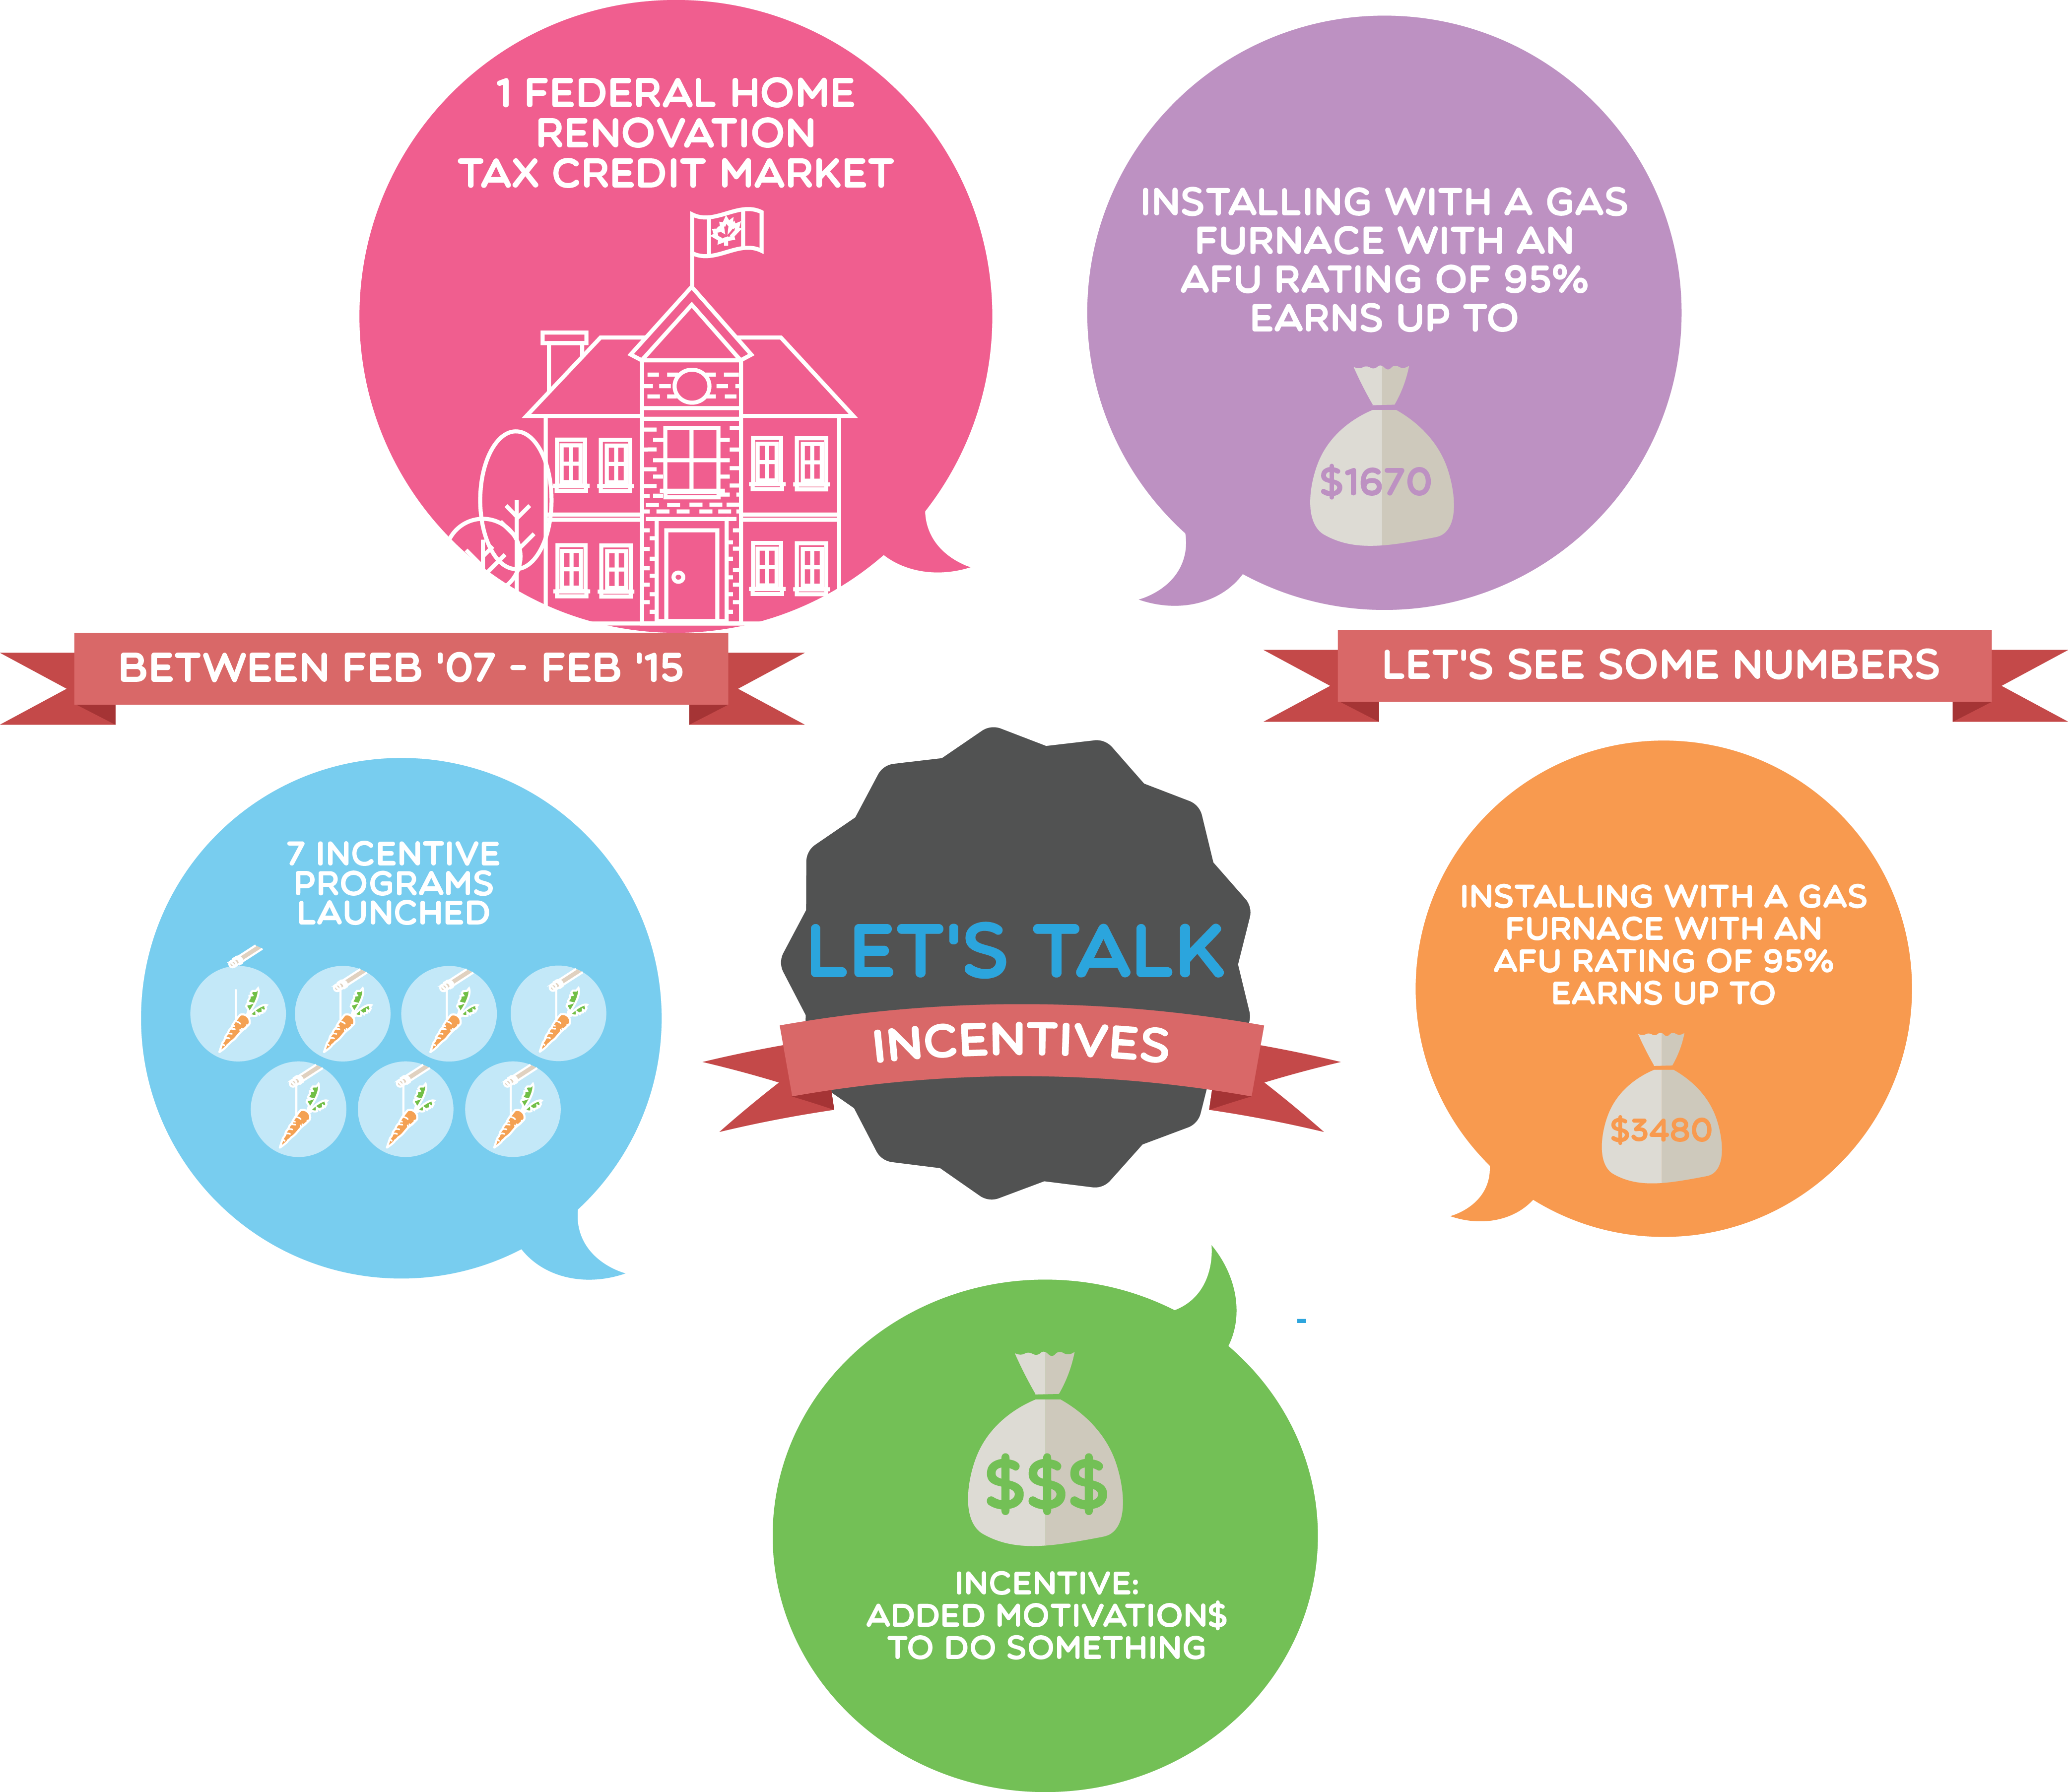 1 FEDERAL HOME
RENOVATION
TAX CREDIT MARKET
INSTALLING WITH A GAS
FURNACE WITH AN
AFU RATING OF 95%
EARNS UP TO
$1670
BETWEEN FEB '07 - FEB '15
LET'S SEE SOME NUMBERS
7 INCENTIVE
PROGRAMS
LAUNCHED
LET'S TALK
INCENTIVES
INSTALLING WITH A GAS
FURNACE WITH AN
AFU RATING OF 95%
EARNS UP TO
$3480
-
$$$
INCENTIVE:
ADDED MOTIVATION$
TO DO SOMETHING